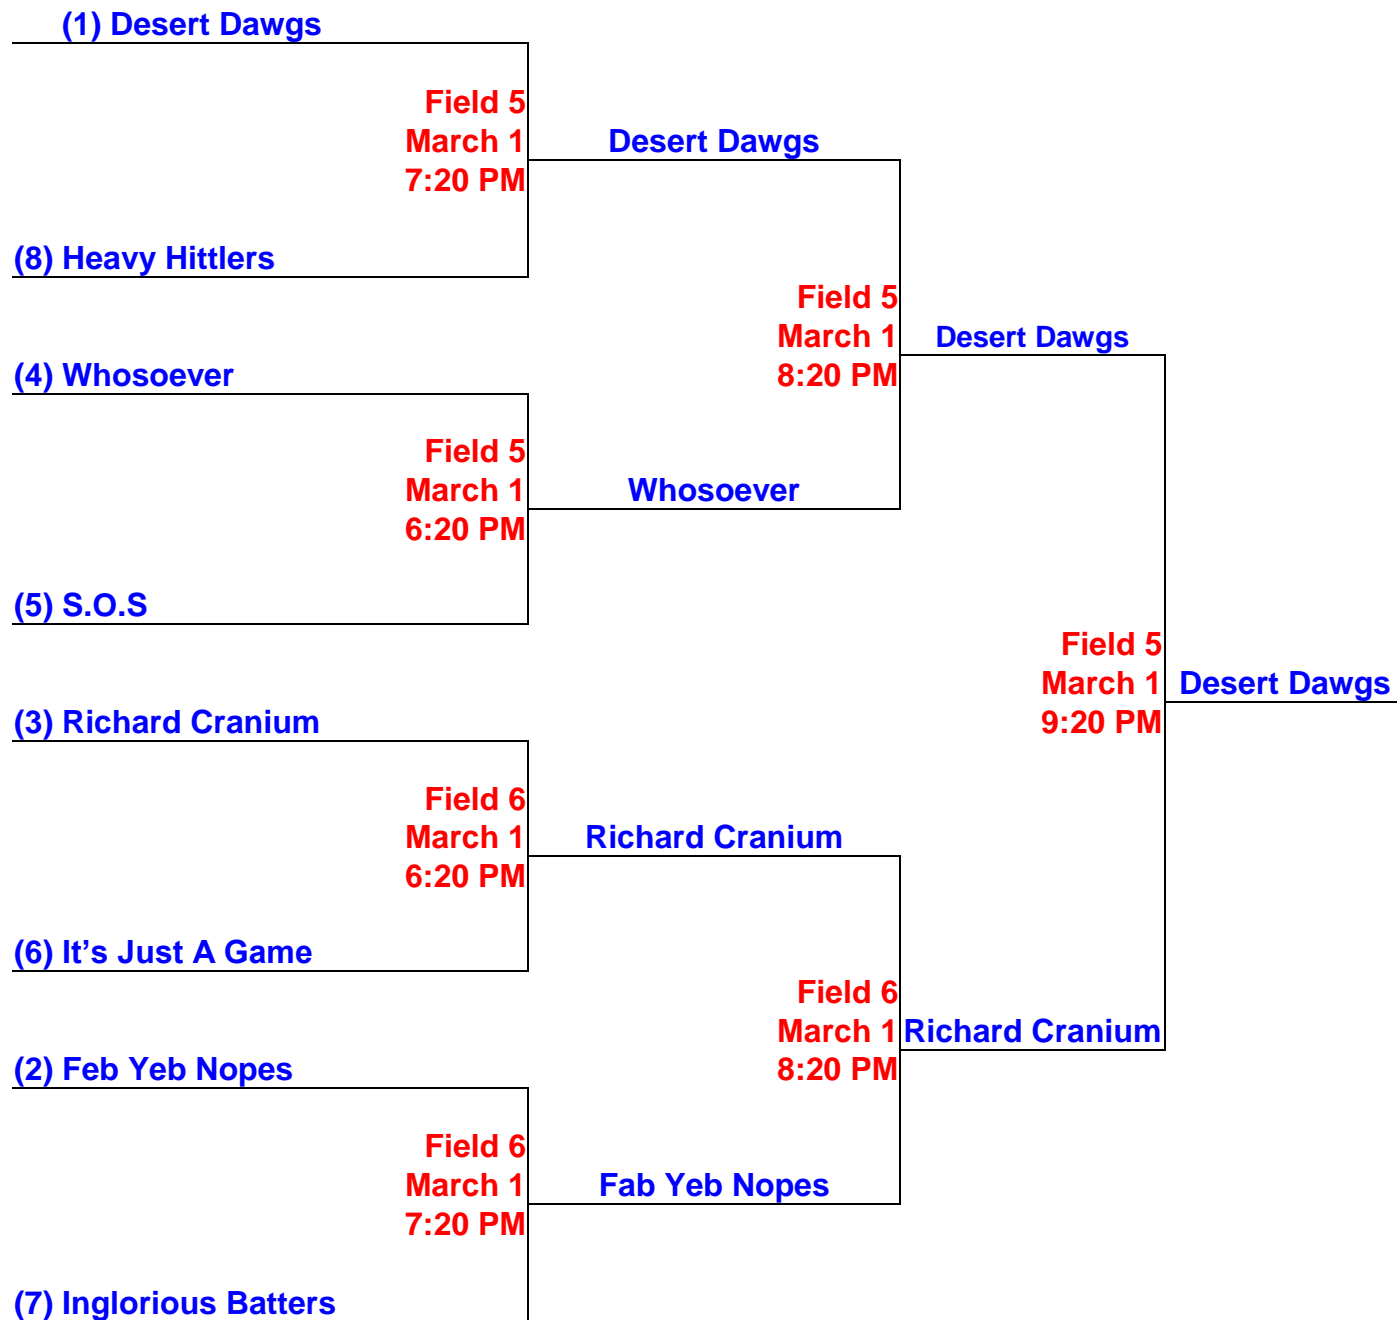 (1) Desert Dawgs
Field 5
March 1
7:20 PM
Desert Dawgs
(8) Heavy Hittlers
Field 5
March 1
8:20 PM
Desert Dawgs
(4) Whosoever
Field 5
March 1
6:20 PM
Whosoever
(5) S.O.S
Field 5
March 1
9:20 PM
Desert Dawgs
(3) Richard Cranium
Field 6
March 1
6:20 PM
Richard Cranium
(6) It's Just A Game
Field 6
March 1
8:20 PM
Richard Cranium
(2) Feb Yeb Nopes
Field 6
March 1
7:20 PM
Fab Yeb Nopes
(7) Inglorious Batters